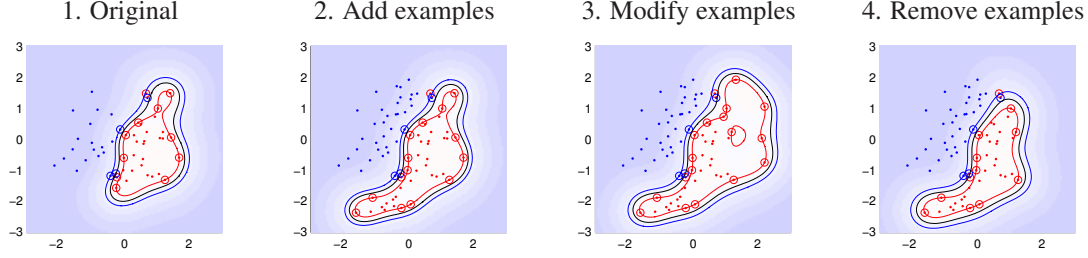 1. Original 2. Add examples 3. Modify examples 4. Remove examples
3 3 3 3
2 2 2 2
1 1 1 1
0 0 0 0
−1 −1 −1 −1
−2 −2 −2 −2
−3 −3 −3 −3
−2 0 2 −2 0 2 −2 0 2 −2 0 2